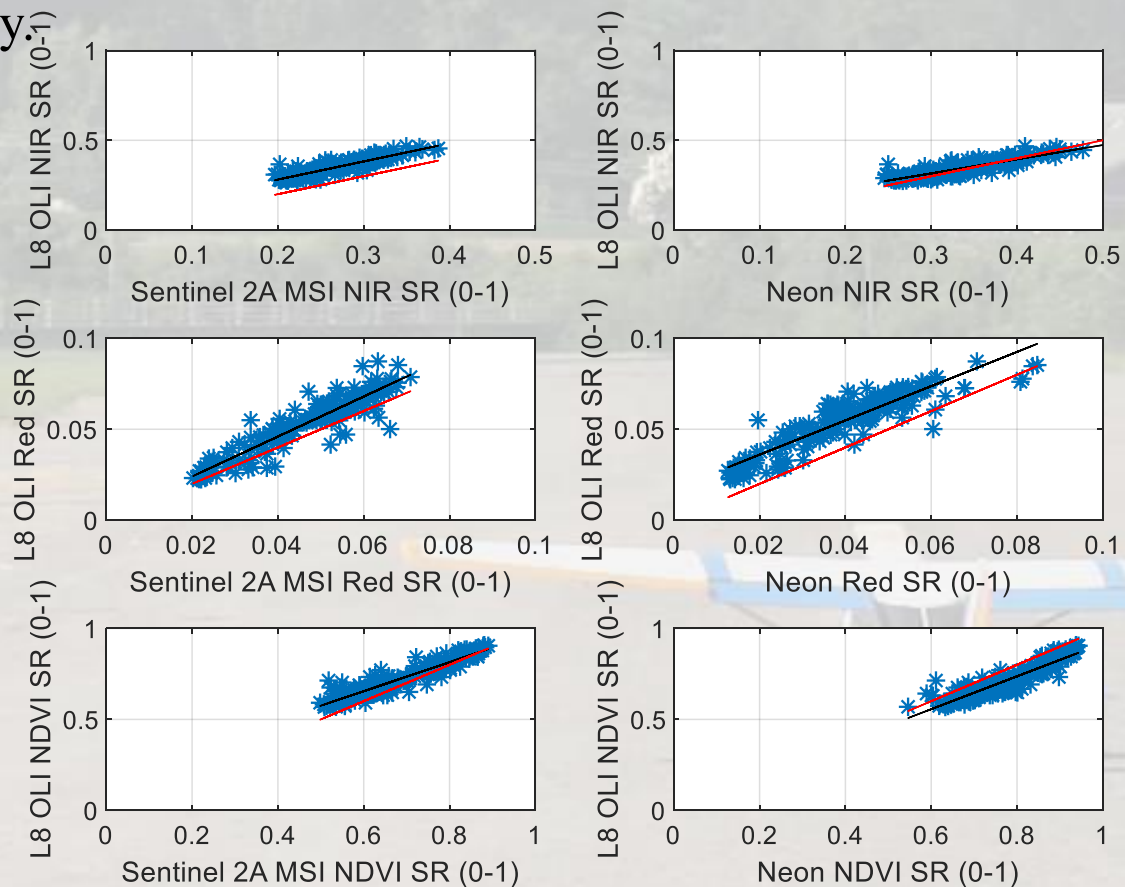 y.
L8 OLI NIR SR (0-1)
1
0.5
0
0 0.1 0.2 0.3 0.4 0.5
Sentinel 2A MSI NIR SR (0-1)
L8 OLI NIR SR (0-1)
1
0.5
0
0 0.1 0.2 0.3 0.4 0.5
Neon NIR SR (0-1)
L8 OLI Red SR (0-1)
0.1
0.05
0
0 0.02 0.04 0.06 0.08 0.1
Sentinel 2A MSI Red SR (0-1)
L8 OLI Red SR (0-1)
0.1
0.05
0
0 0.02 0.04 0.06 0.08 0.1
Neon Red SR (0-1)
L8 OLI NDVI SR (0-1)
1
0.5
0
0 0.2 0.4 0.6 0.8 1
Sentinel 2A MSI NDVI SR (0-1)
L8 OLI NDVI SR (0-1)
1
0.5
0
0 0.2 0.4 0.6 0.8 1
Neon NDVI SR (0-1)